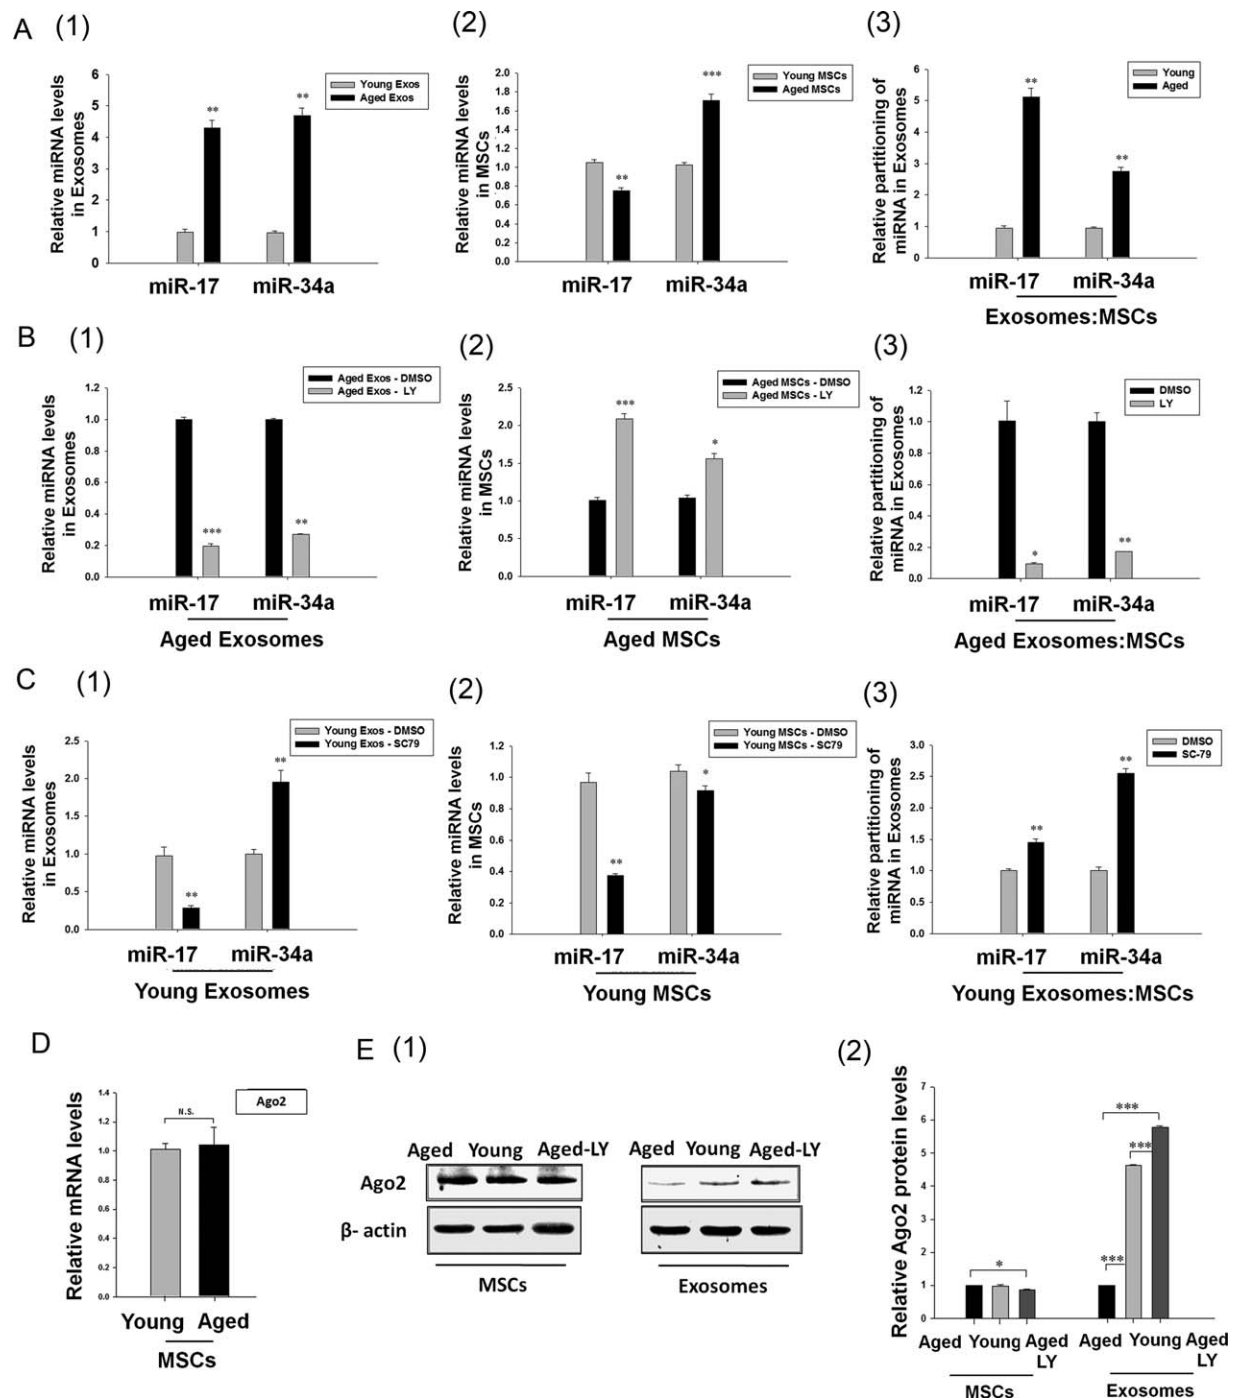 A (1)
Relative miRNA levels
in Exosomes
6
5
4
3
2
1
0
Young Exos
Aged Exos
**
**
miR-17 miR-34a
(2)
Relative miRNA levels
in MSCs
2.0
1.8
1.6
1.4
1.2
1.0
0.8
0.6
0.4
0.2
0.0
Young MSCs
Aged MSCs
**
***
miR-17 miR-34a
(3)
Relative partitioning of
miRNA in Exosomes
6
5
4
3
2
1
0
Young
Aged
**
**
miR-17 miR-34a
Exosomes:MSCs
B (1)
Relative miRNA levels
in Exosomes
1.2
1.0
0.8
0.6
0.4
0.2
0.0
Aged Exos - DMSO
Aged Exos - LY
***
**
miR-17 miR-34a
Aged Exosomes
(2)
Relative miRNA levels
in MSCs
2.5
2.0
1.5
1.0
0.5
0.0
Aged MSCs - DMSO
Aged MSCs - LY
***
*
miR-17 miR-34a
Aged MSCs
(3)
Relative partitioning of
miRNA in Exosomes
1.2
1.0
0.8
0.6
0.4
0.2
0.0
DMSO
LY
*
**
miR-17 miR-34a
Aged Exosomes:MSCs
C (1)
Relative miRNA levels
in Exosomes
2.5
2.0
1.5
1.0
0.5
0.0
Young Exos - DMSO
Young Exos - SC79
**
**
miR-17 miR-34a
Young Exosomes
(2)
Relative miRNA levels
in MSCs
1.2
1.0
0.8
0.6
0.4
0.2
0.0
Young MSCs - DMSO
Young MSCs - SC79
**
*
miR-17 miR-34a
Young MSCs
(3)
Relative partitioning of
miRNA in Exosomes
3.0
2.5
2.0
1.5
1.0
0.5
0.0
DMSO
SC-79
**
**
miR-17 miR-34a
Young Exosomes:MSCs
D
Relative mRNA levels
1.4
1.2
1.0
0.8
0.6
0.4
0.2
0.0
Ago2
N.S.
Young Aged
MSCs
E (1)
Aged Young Aged-LY
Aged Young Aged-LY
Ago2
β- actin
MSCs
Exosomes
(2)
Relative Ago2 protein levels
7
6
5
4
3
2
1
0
*
***
***
***
Aged Young Aged
LY
Aged Young Aged
LY
MSCs
Exosomes